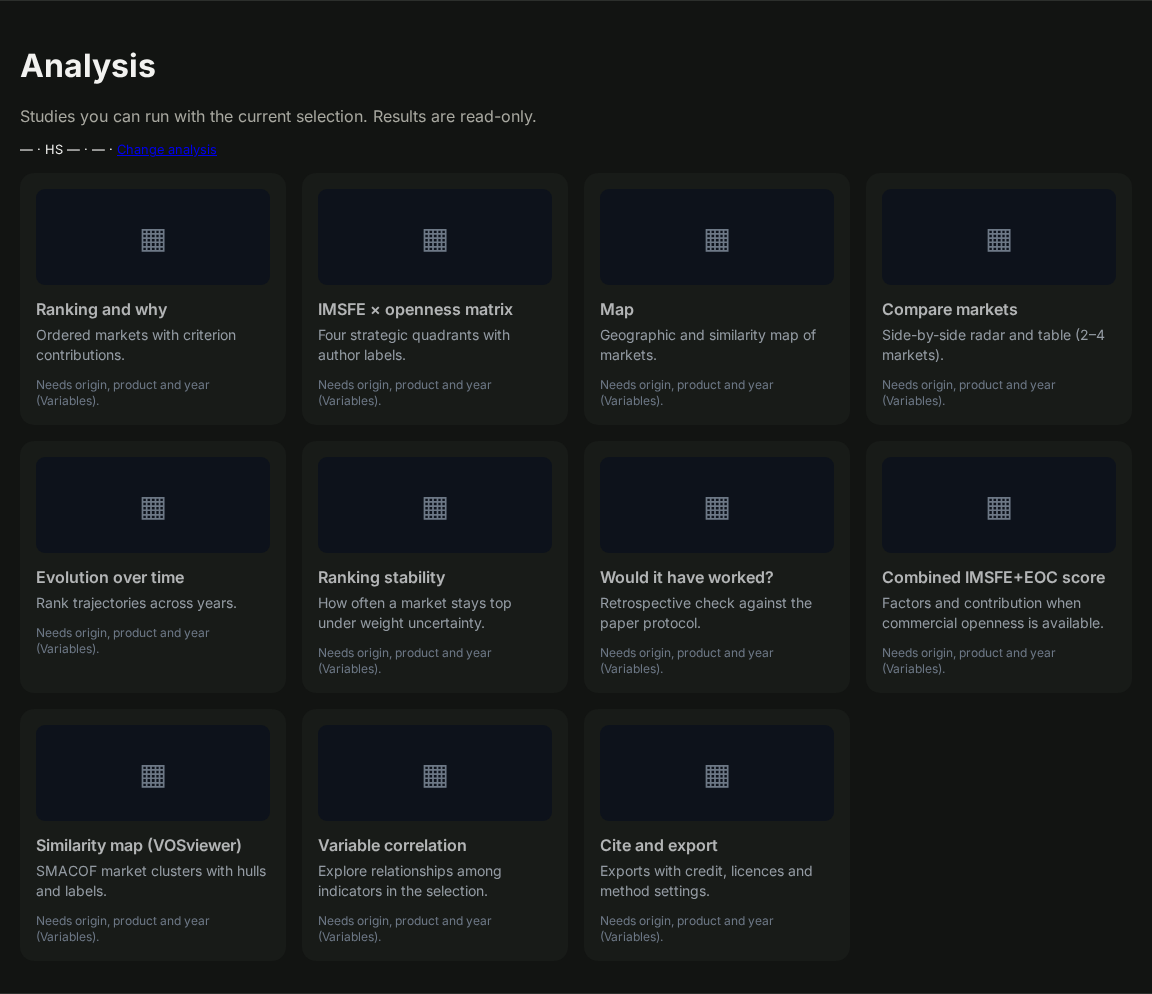 Analysis
Studies you can run with the current selection. Results are read-only.
— · HS — · — · Change analysis
Ranking and why
Ordered markets with criterion
contributions.
Needs origin, product and year
(Variables).
IMSFE × openness matrix
Four strategic quadrants with
author labels.
Needs origin, product and year
(Variables).
Map
Geographic and similarity map of
markets.
Needs origin, product and year
(Variables).
Compare markets
Side-by-side radar and table (2–4
markets).
Needs origin, product and year
(Variables).
Evolution over time
Rank trajectories across years.
Needs origin, product and year
(Variables).
Ranking stability
How often a market stays top
under weight uncertainty.
Needs origin, product and year
(Variables).
Would it have worked?
Retrospective check against the
paper protocol.
Needs origin, product and year
(Variables).
Combined IMSFE+EOC score
Factors and contribution when
commercial openness is available.
Needs origin, product and year
(Variables).
Similarity map (VOSviewer)
SMACOF market clusters with hulls
and labels.
Needs origin, product and year
(Variables).
Variable correlation
Explore relationships among
indicators in the selection.
Needs origin, product and year
(Variables).
Cite and export
Exports with credit, licences and
method settings.
Needs origin, product and year
(Variables).